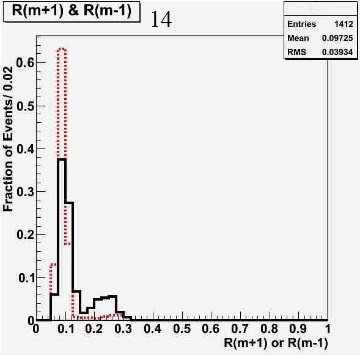 R(m+1) & R(m-1)
14
Entries 1412
Mean 0.09725
RMS 0.03934
Fraction of Events/ 0.02
0.6
0.5
0.4
0.3
0.2
0.1
0
0 0.1 0.2 0.3 0.4 0.5 0.6 0.7 0.8 0.9 1
R(m+1) or R(m-1)